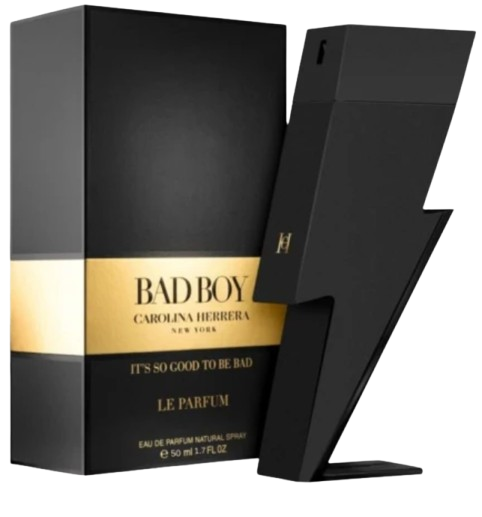 BAD BOY
CAROLINA HERRERA
NEW YORK
IT'S SO GOOD TO BE BAD
LE PARFUM
EAU DE PARFUM NATURAL SPRAY
℮ 50 ml 1.7 FL OZ
CH